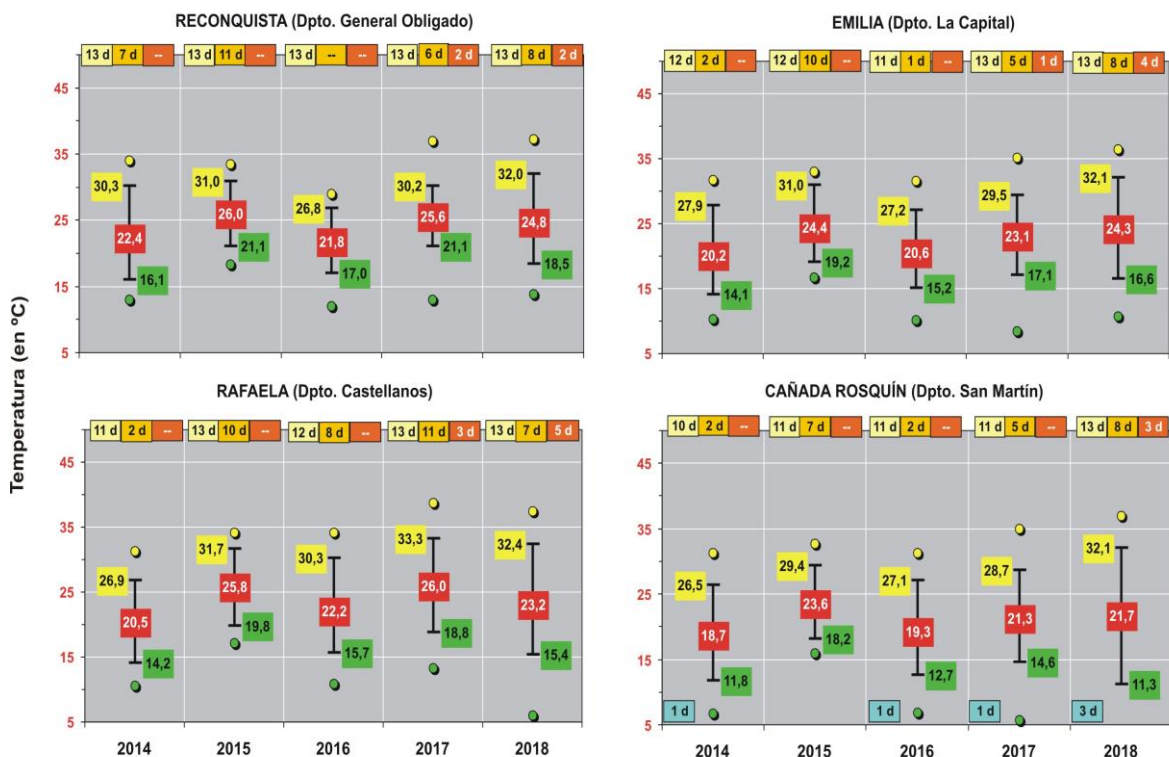 RECONQUISTA (Dpto. General Obligado)
13 d 7 d -- 13 d 11 d -- 13 d -- -- 13 d 6 d 2 d 13 d 8 d 2 d
45
35
25
15
5
30,3 31,0 26,8 30,2 32,0
22,4 26,0 21,8 25,6 24,8
16,1 21,1 17,0 21,1 18,5
EMILIA (Dpto. La Capital)
12 d 2 d -- 12 d 10 d -- 11 d 1 d -- 13 d 5 d 1 d 13 d 8 d 4 d
45
35
25
15
5
27,9 31,0 27,2 29,5 32,1
20,2 24,4 20,6 23,1 24,3
14,1 19,2 15,2 17,1 16,6
Temperatura (en ºC)
RAFAELA (Dpto. Castellanos)
11 d 2 d -- 13 d 10 d -- 12 d 8 d -- 13 d 11 d 3 d 13 d 7 d 5 d
45
35
25
15
5
26,9 31,7 30,3 33,3 32,4
20,5 25,8 22,2 26,0 23,2
14,2 19,8 15,7 18,8 15,4
2014 2015 2016 2017 2018
CAÑADA ROSQUÍN (Dpto. San Martín)
10 d 2 d -- 11 d 7 d -- 11 d 2 d -- 11 d 5 d -- 13 d 8 d 3 d
45
35
25
15
5
26,5 29,4 27,1 28,7 32,1
18,7 23,6 19,3 21,3 21,7
11,8 18,2 12,7 14,6 11,3
1 d 1 d 1 d 3 d
2014 2015 2016 2017 2018